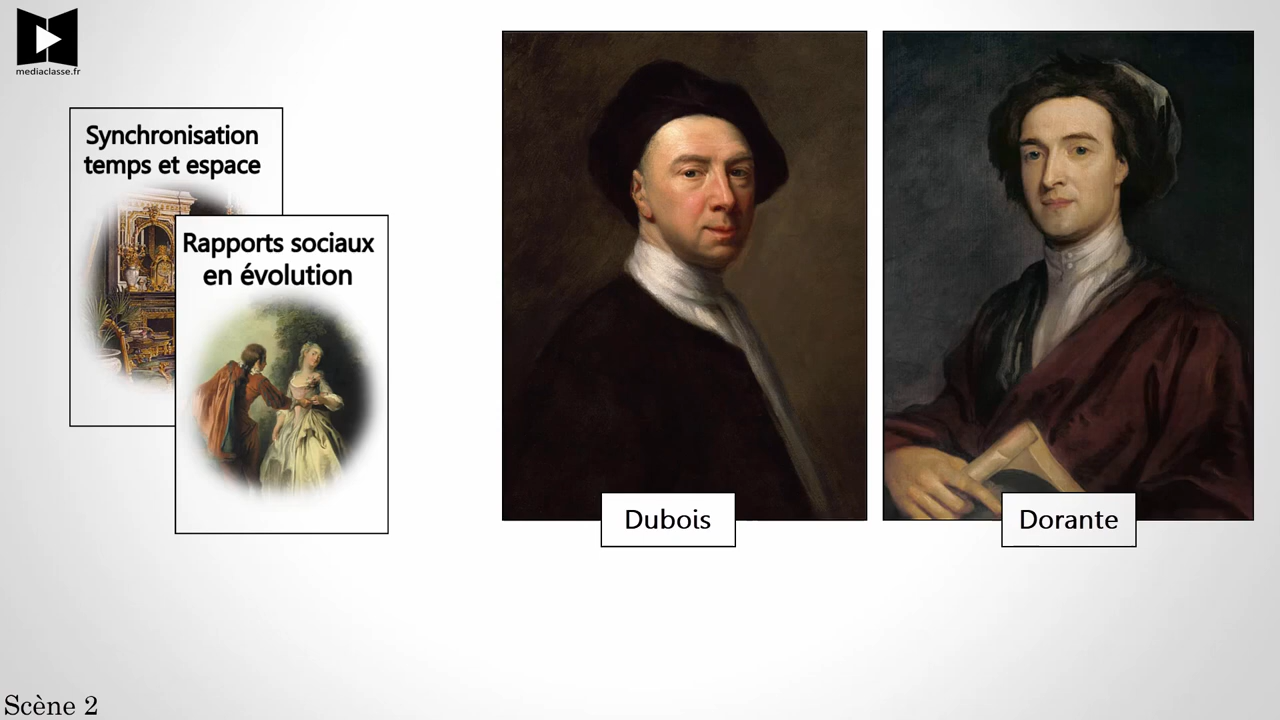 mediaclasse.fr
Synchronisation
temps et espace
Rapports sociaux
en évolution
Dubois
Dorante
Scène 2